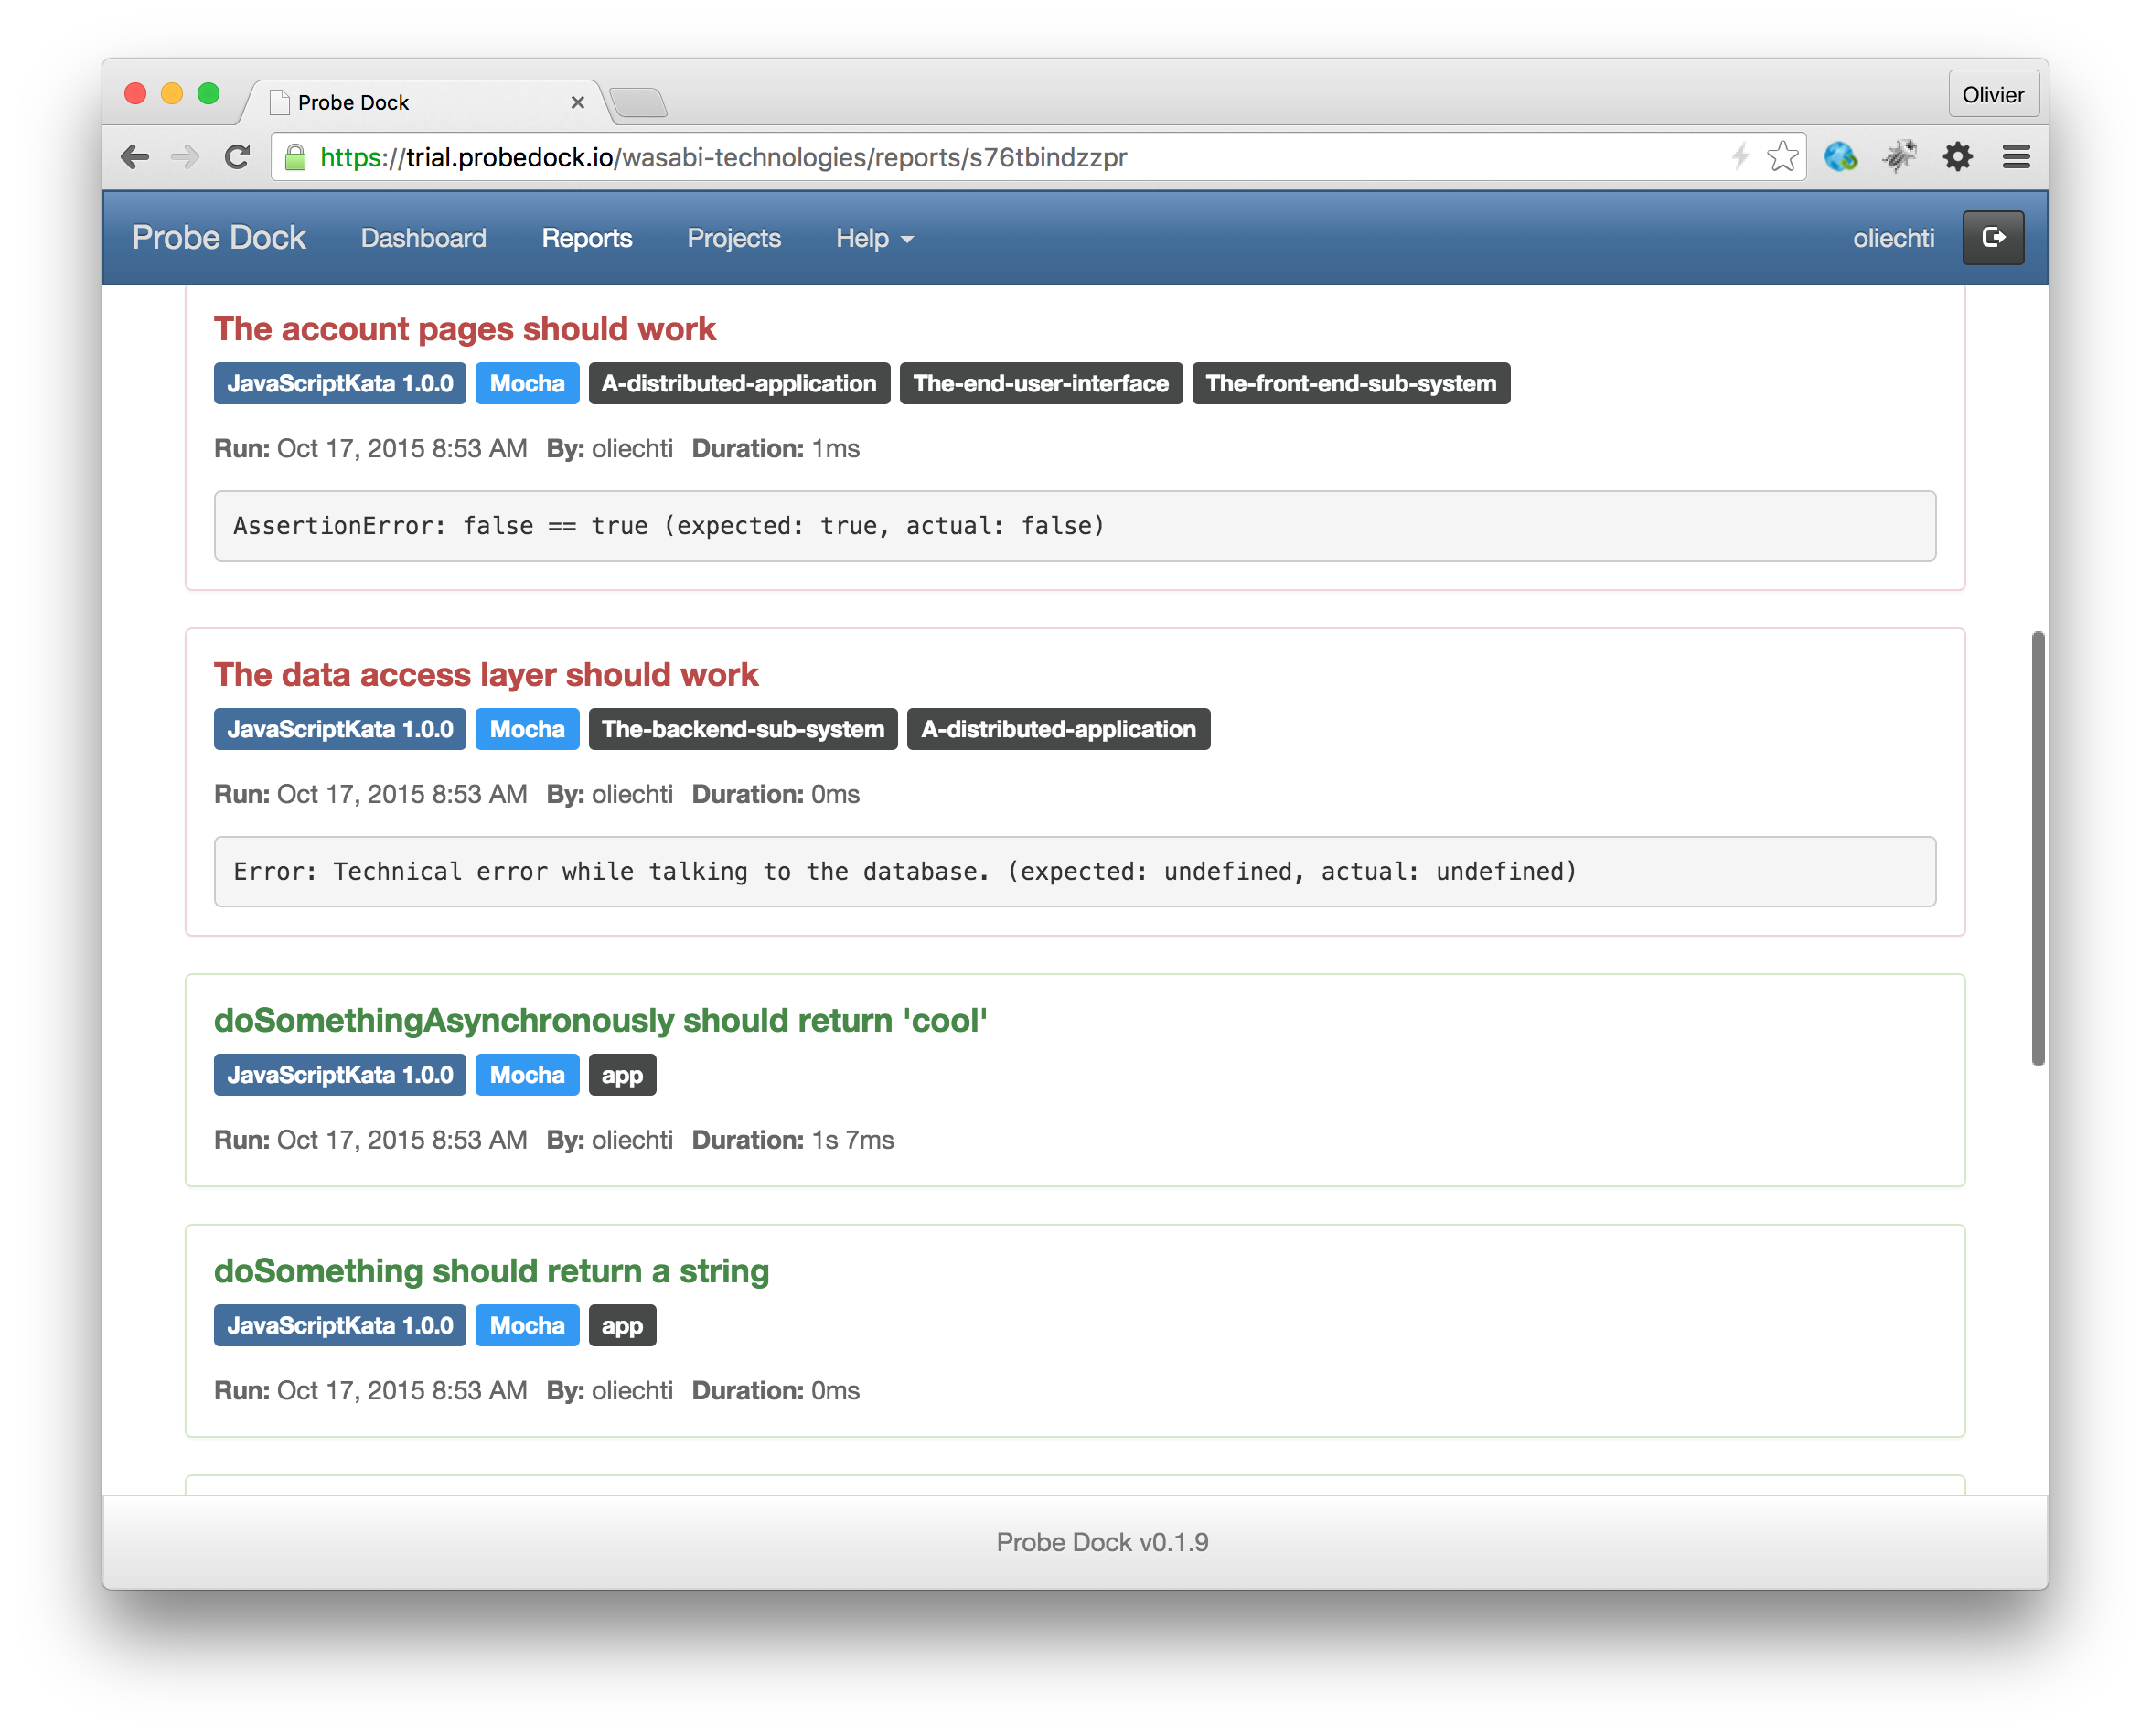 Probe Dock
Olivier
https://trial.probedock.io/wasabi-technologies/reports/s76tbindzzpr
Probe Dock Dashboard Reports Projects Help oliechti
The account pages should work
JavaScriptKata 1.0.0 Mocha A-distributed-application The-end-user-interface The-front-end-sub-system
Run: Oct 17, 2015 8:53 AM By: oliechti Duration: 1ms
AssertionError: false == true (expected: true, actual: false)
The data access layer should work
JavaScriptKata 1.0.0 Mocha The-backend-sub-system A-distributed-application
Run: Oct 17, 2015 8:53 AM By: oliechti Duration: 0ms
Error: Technical error while talking to the database. (expected: undefined, actual: undefined)
doSomethingAsynchronously should return 'cool'
JavaScriptKata 1.0.0 Mocha app
Run: Oct 17, 2015 8:53 AM By: oliechti Duration: 1s 7ms
doSomething should return a string
JavaScriptKata 1.0.0 Mocha app
Run: Oct 17, 2015 8:53 AM By: oliechti Duration: 0ms
Probe Dock v0.1.9